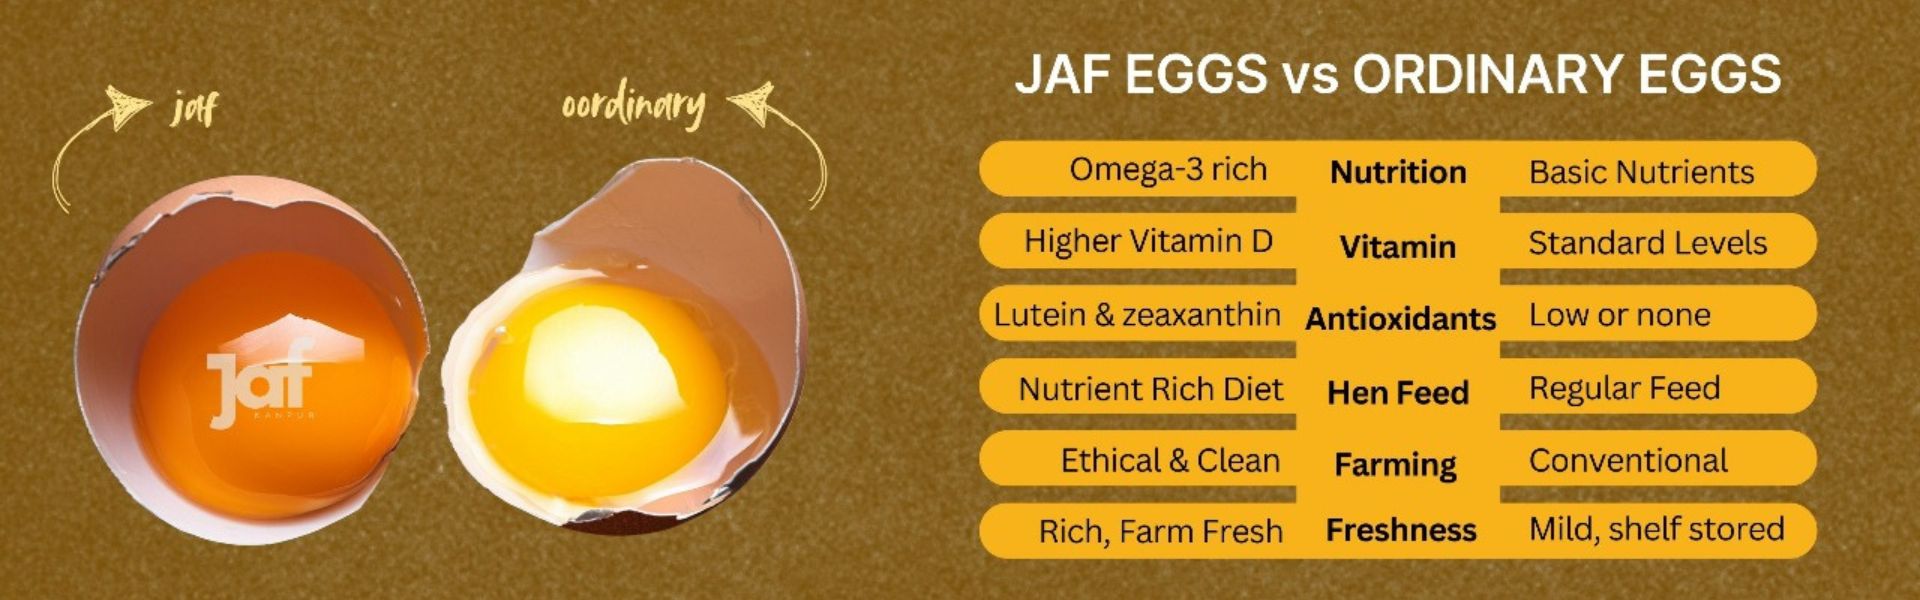 jaf
oordinary
Jaf
KANPUR
JAF EGGS vs ORDINARY EGGS
Omega-3 rich Nutrition Basic Nutrients
Higher Vitamin D Vitamin Standard Levels
Lutein & zeaxanthin Antioxidants Low or none
Nutrient Rich Diet Hen Feed Regular Feed
Ethical & Clean Farming Conventional
Rich, Farm Fresh Freshness Mild, shelf stored